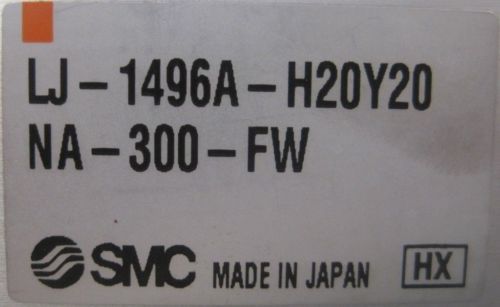 LJ-1496A-H20Y20
NA-300-FW
SMC MADE IN JAPAN HX